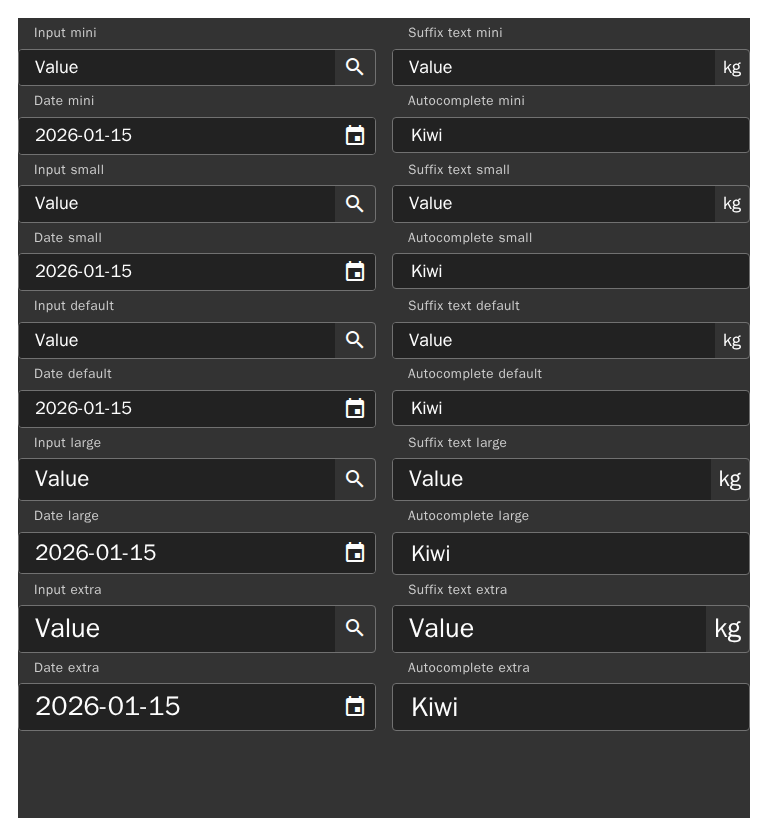 Input mini
Suffix text mini
Value
Value kg
Date mini
Autocomplete mini
2026-01-15
Kiwi
Input small
Suffix text small
Value
Value kg
Date small
Autocomplete small
2026-01-15
Kiwi
Input default
Suffix text default
Value
Value kg
Date default
Autocomplete default
2026-01-15
Kiwi
Input large
Suffix text large
Value
Value kg
Date large
Autocomplete large
2026-01-15
Kiwi
Input extra
Suffix text extra
Value
Value kg
Date extra
Autocomplete extra
2026-01-15
Kiwi